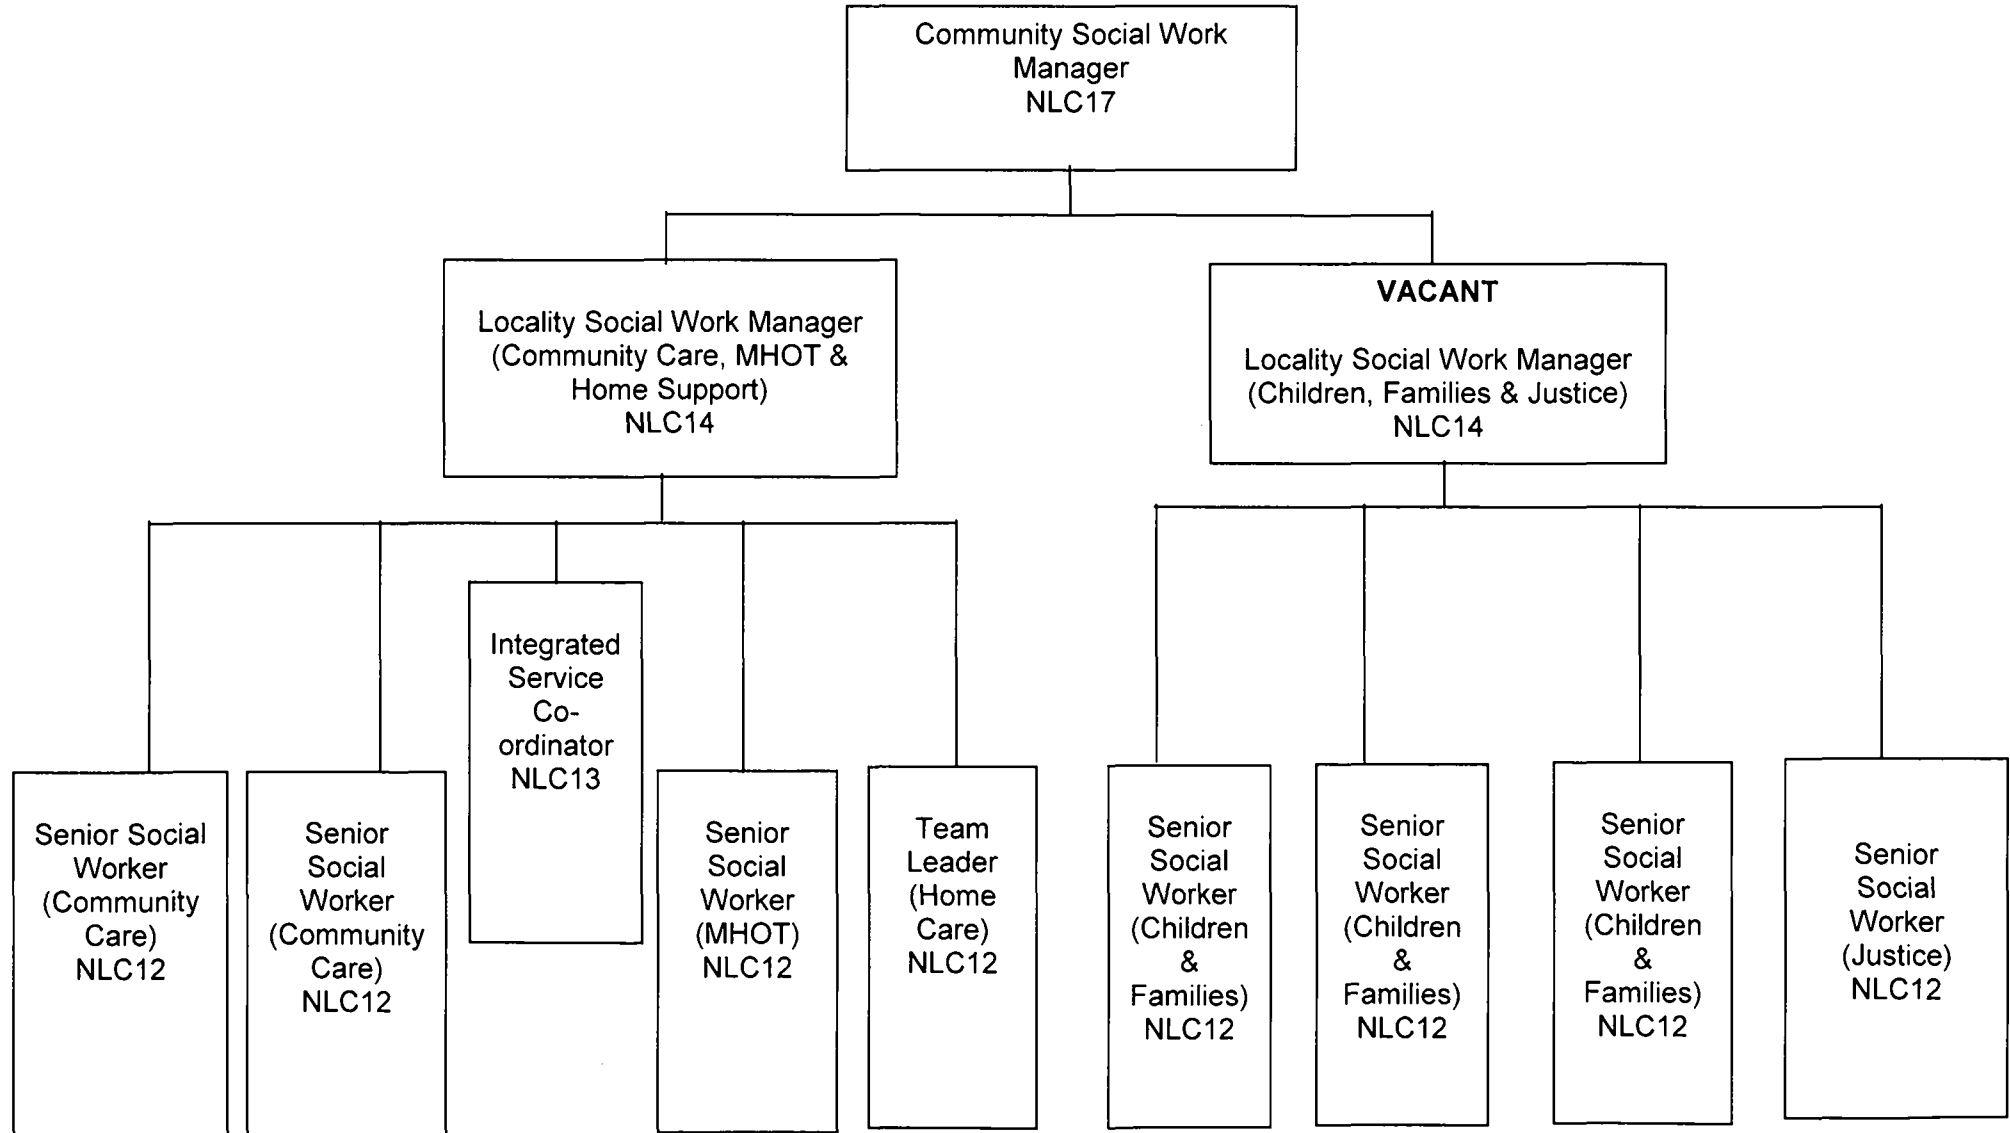 Community Social Work
Manager
NLC17
Locality Social Work Manager
(Community Care, MHOT &
Home Support)
NLC14
VACANT
Locality Social Work Manager
(Children, Families & Justice)
NLC14
Senior Social
Worker
(Community
Care)
NLC12
Senior
Social
Worker
(Community
Care)
NLC12
Integrated
Service
Co-
ordinator
NLC13
Senior
Social
Worker
(MHOT)
NLC12
Team
Leader
(Home
Care)
NLC12
Senior
Social
Worker
(Children
&
Families)
NLC12
Senior
Social
Worker
(Children
&
Families)
NLC12
Senior
Social
Worker
(Children
&
Families)
NLC12
Senior
Social
Worker
(Justice)
NLC12